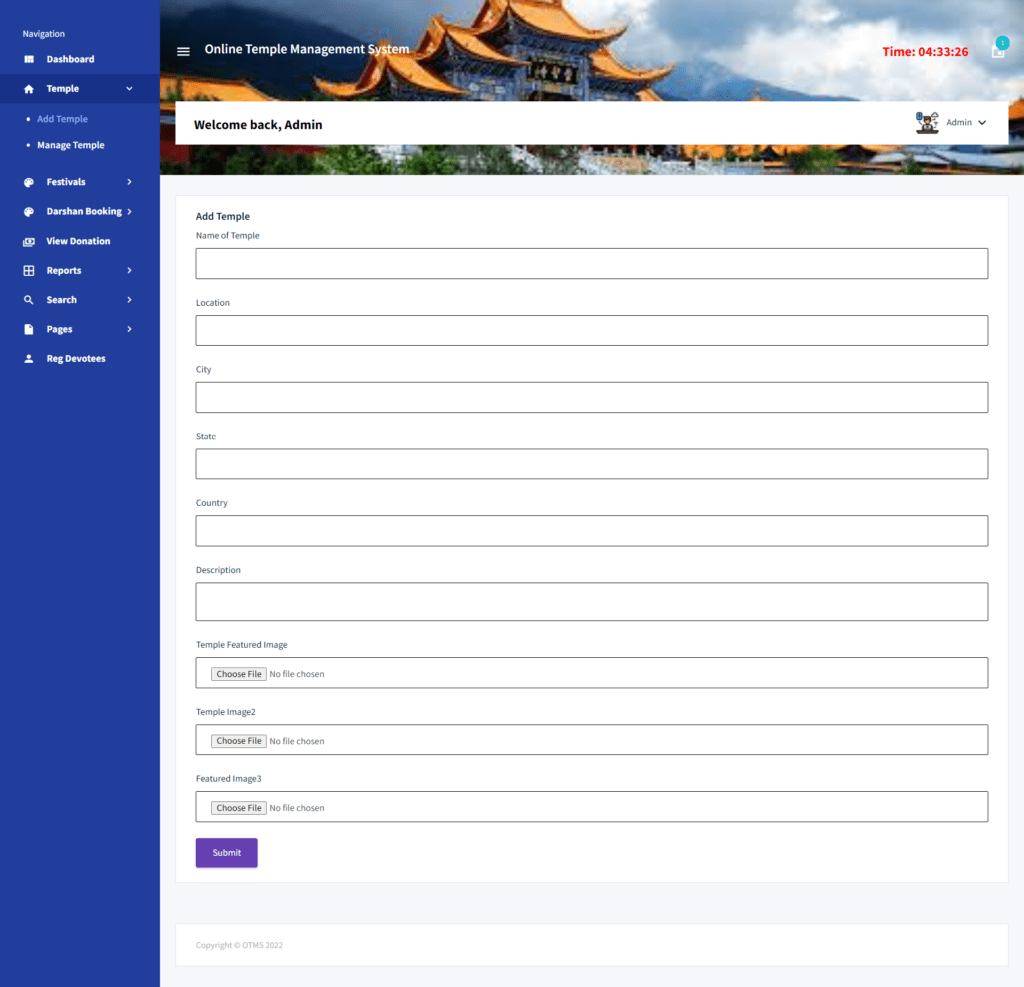 Navigation
Dashboard
Temple
Add Temple
Manage Temple
Festivals
Darshan Booking
View Donation
Reports
Search
Pages
Reg Devotees
Online Temple Management System
Time: 04:33:26
1
Welcome back, Admin
Admin
Add Temple
Name of Temple
Location
City
State
Country
Description
Temple Featured Image
Choose File No file chosen
Temple Image2
Choose File No file chosen
Featured Image3
Choose File No file chosen
Submit
Copyright © OTMS 2022